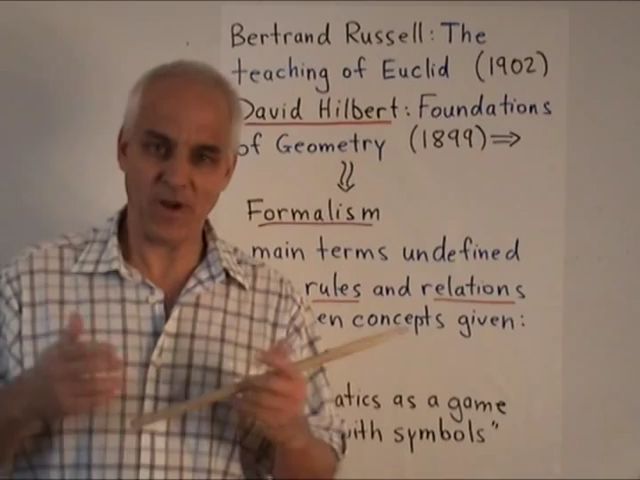 Bertrand Russell: The
teaching of Euclid (1902)
David Hilbert: Foundations
of Geometry (1899) ⇒
⇓
Formalism
main terms undefined
rules and relations
en concepts given:
atics as a game
with symbols"